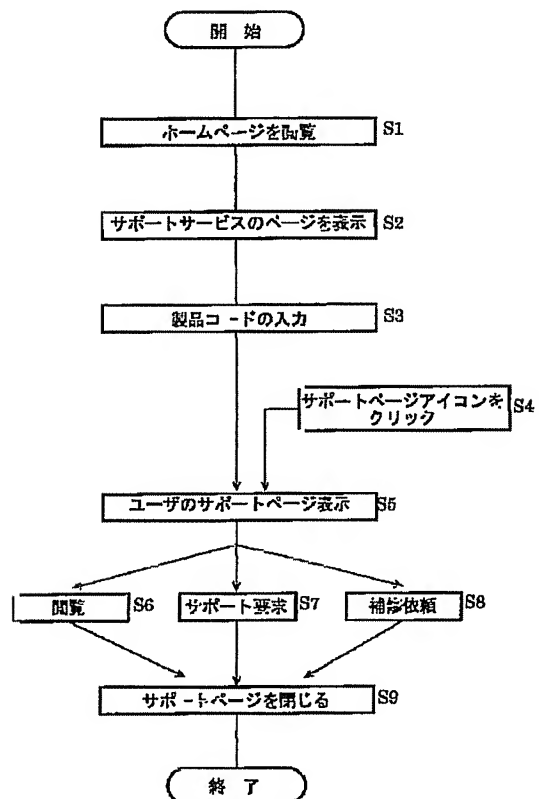 開 始
ホームページを閲覧 S1
サポートサービスのページを表示 S2
製品コードの入力 S3
サポートページアイコンを
クリック S4
ユーザのサポートページ表示 S5
閲覧 S6
サポート要求 S7
補修依頼 S8
サポートページを閉じる S9
終 了